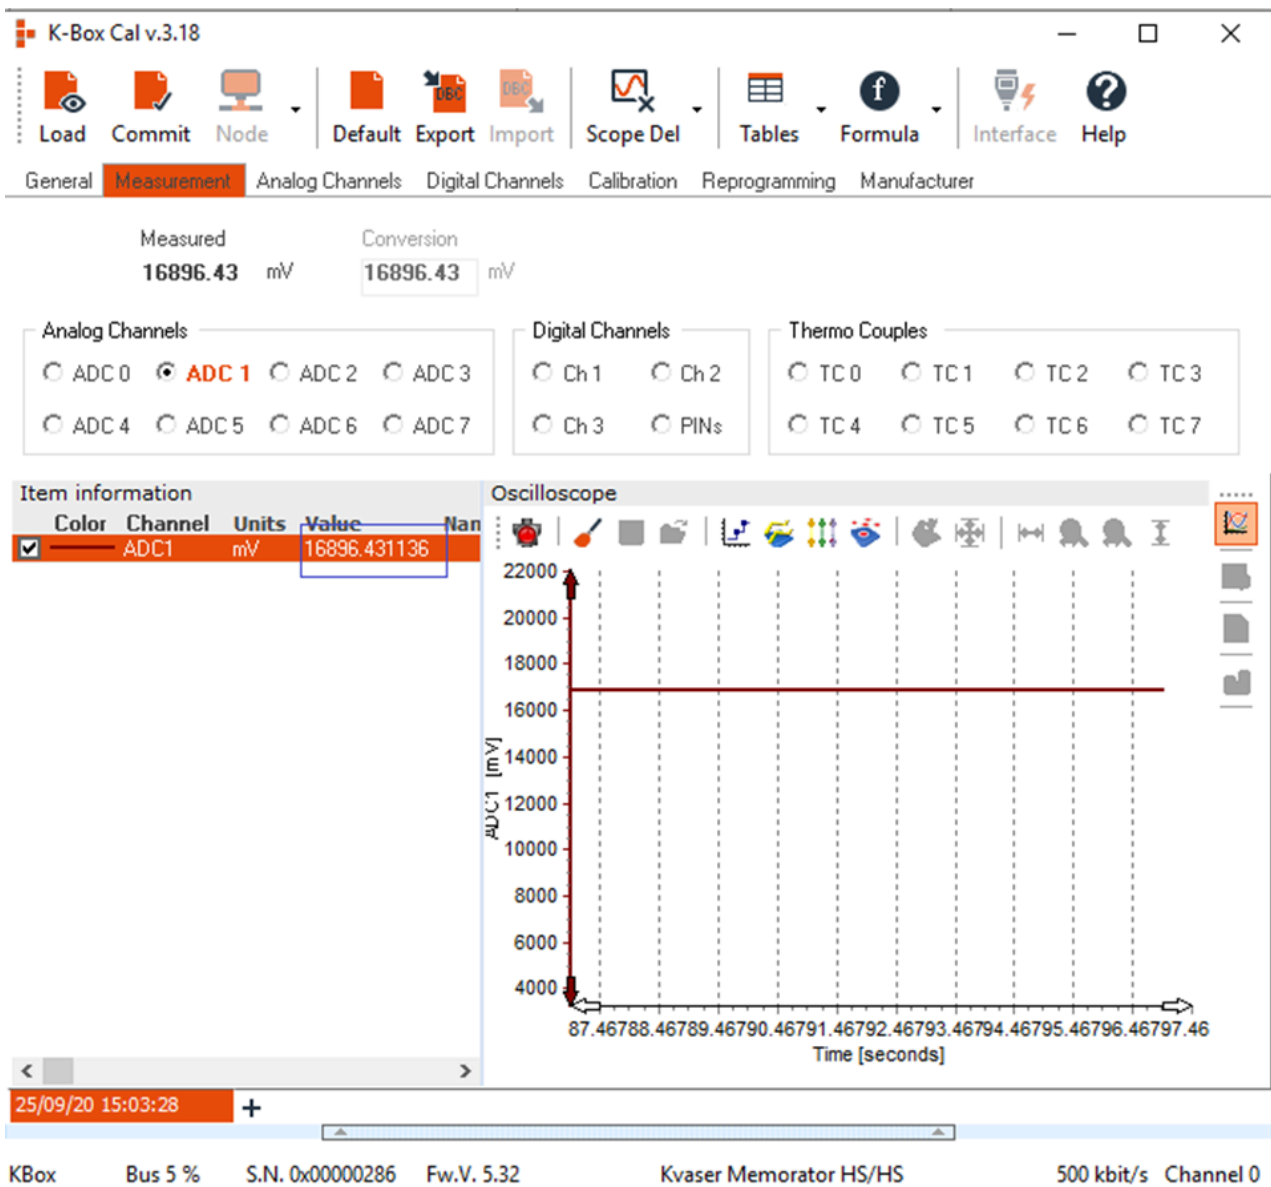 K-Box Cal v.3.18
Load Commit Node Default Export Import Scope Del Tables Formula Interface Help
General Measurement Analog Channels Digital Channels Calibration Reprogramming Manufacturer
Measured Conversion
16896.43 mV 16896.43 mV
Analog Channels Digital Channels Thermo Couples
ADC 0 ADC 1 ADC 2 ADC 3 Ch 1 Ch 2 TC 0 TC 1 TC 2 TC 3
ADC 4 ADC 5 ADC 6 ADC 7 Ch 3 PINs TC 4 TC 5 TC 6 TC 7
Item information Oscilloscope
Color Channel Units Value Nan
ADC1 mV 16896.431136
22000
20000
18000
16000
14000
12000
10000
8000
6000
4000
ADC1 [mV]
87.46788.46789.46790.46791.46792.46793.46794.46795.46796.46797.46
Time [seconds]
25/09/20 15:03:28 +
KBox Bus 5 % S.N. 0x00000286 Fw.V. 5.32 Kvaser Memorator HS/HS 500 kbit/s Channel 0